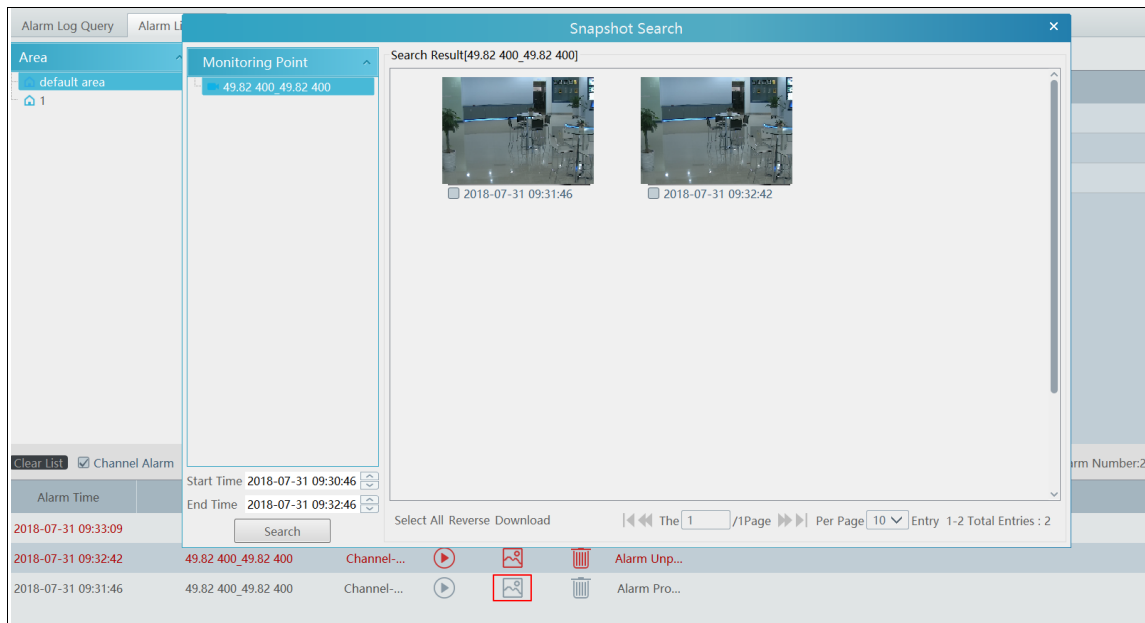 Alarm Log Query
Alarm Li
Snapshot Search
Area
default area
1
Monitoring Point
49.82 400_49.82 400
Search Result[49.82 400_49.82 400]
2018-07-31 09:31:46
2018-07-31 09:32:42
Start Time 2018-07-31 09:30:46
End Time 2018-07-31 09:32:46
Search
Select All Reverse Download
The 1 /1Page
Per Page 10 Entry 1-2 Total Entries : 2
Clear List Channel Alarm
arm Number:2
Alarm Time
2018-07-31 09:33:09
2018-07-31 09:32:42 49.82 400_49.82 400 Channel-... Alarm Unp...
2018-07-31 09:31:46 49.82 400_49.82 400 Channel-... Alarm Pro...